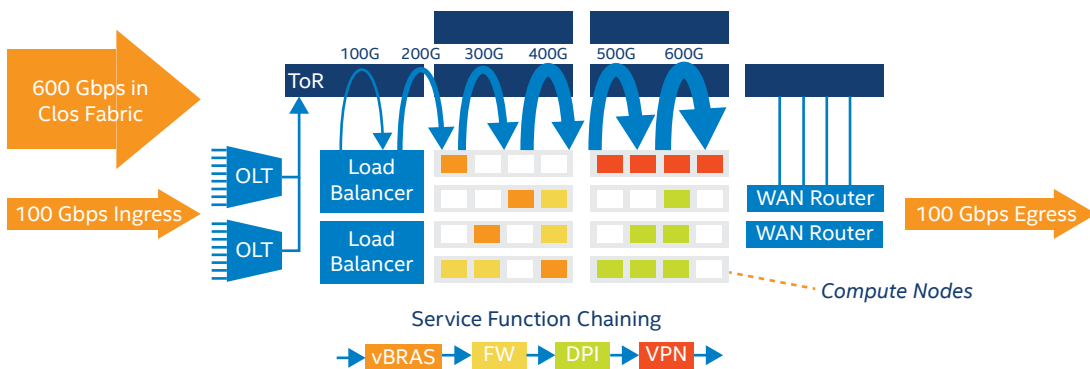 100G 200G 300G 400G 500G 600G
ToR
600 Gbps in
Clos Fabric
OLT
Load
Balancer
100 Gbps Ingress
WAN Router
100 Gbps Egress
WAN Router
OLT
Load
Balancer
Compute Nodes
Service Function Chaining
vBRAS FW DPI VPN